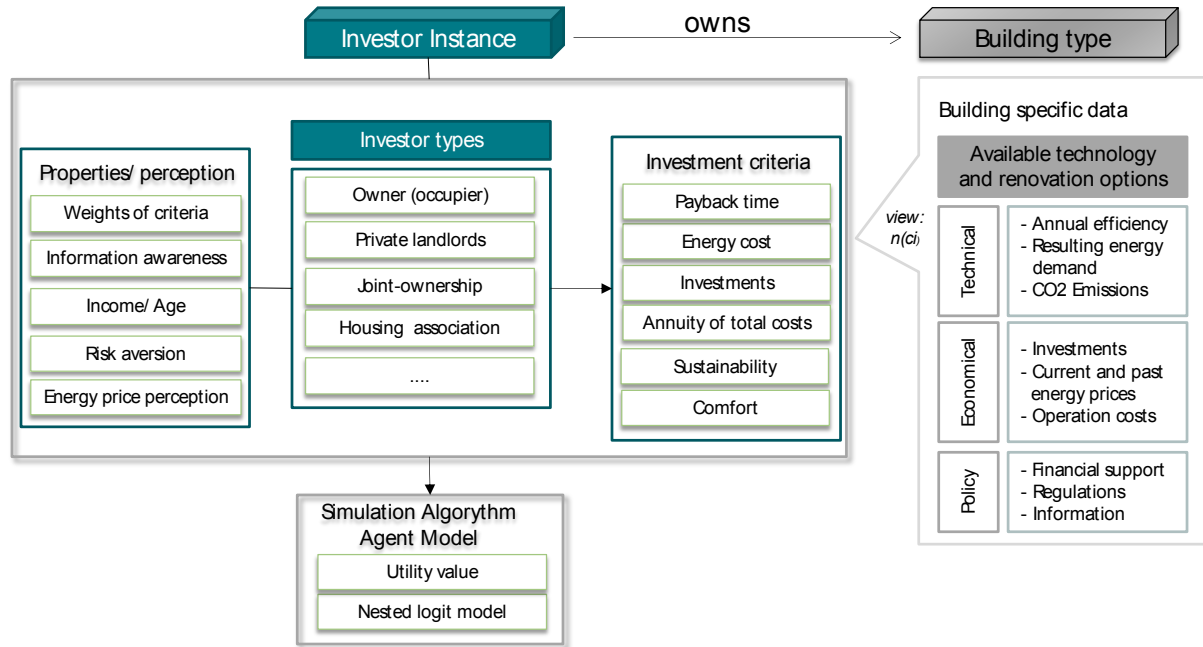 Investor Instance
owns
Building type
Properties/ perception
Weights of criteria
Information awareness
Income/ Age
Risk aversion
Energy price perception
Investor types
Owner (occupier)
Private landlords
Joint-ownership
Housing association
....
Investment criteria
Payback time
Energy cost
Investments
Annuity of total costs
Sustainability
Comfort
view:
n(ci)
Building specific data
Available technology
and renovation options
Technical
- Annual efficiency
- Resulting energy
demand
- CO2 Emissions
Economical
- Investments
- Current and past
energy prices
- Operation costs
Policy
- Financial support
- Regulations
- Information
Simulation Algorythm
Agent Model
Utility value
Nested logit model